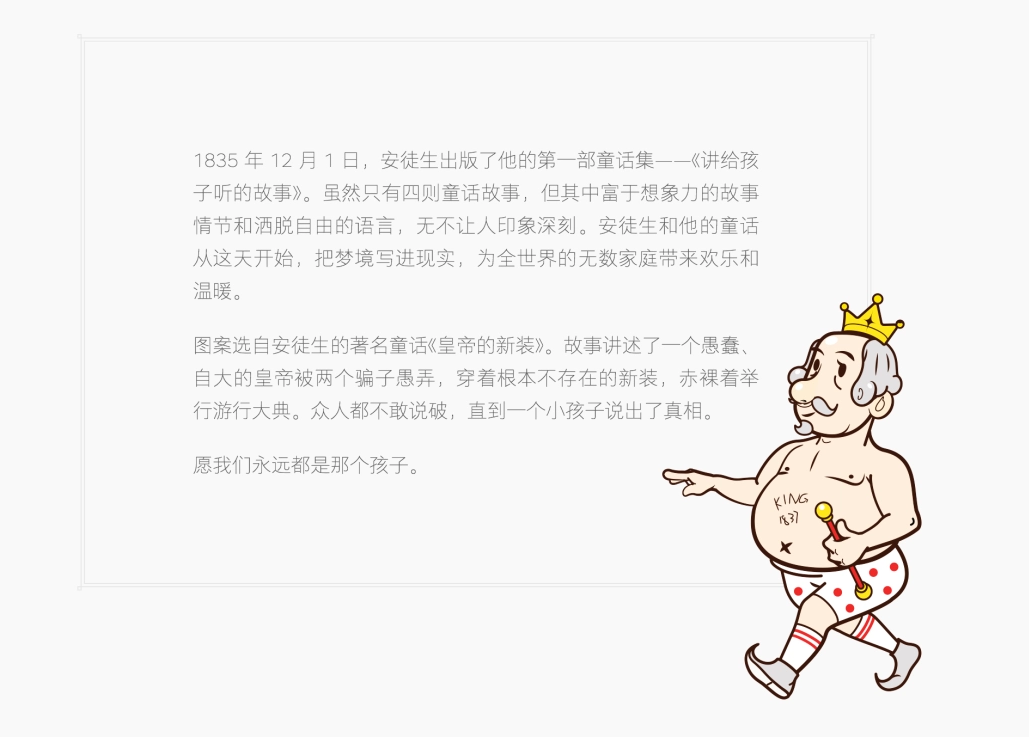 1835 年 12 月 1 日，安徒生出版了他的第一部童话集——《讲给孩
子听的故事》。虽然只有四则童话故事，但其中富于想象力的故事
情节和洒脱自由的语言，无不让人印象深刻。安徒生和他的童话
从这天开始，把梦境写进现实，为全世界的无数家庭带来欢乐和
温暖。
图案选自安徒生的著名童话《皇帝的新装》。故事讲述了一个愚蠢、
自大的皇帝被两个骗子愚弄，穿着根本不存在的新装，赤裸着举
行游行大典。众人都不敢说破，直到一个小孩子说出了真相。
愿我们永远都是那个孩子。
KING
1837